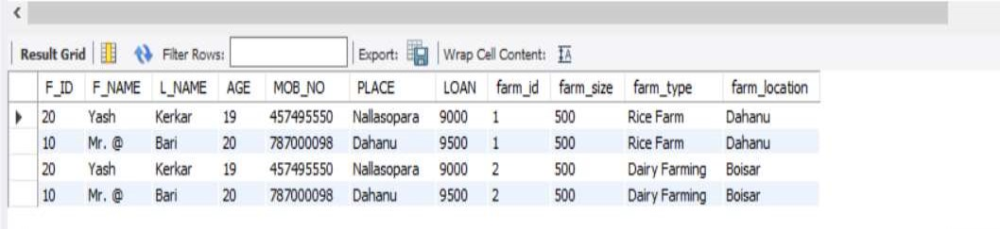 Result Grid Filter Rows: Export: Wrap Cell Content: IA
F_ID F_NAME L_NAME AGE MOB_NO PLACE LOAN farm_id farm_size farm_type farm_location
20 Yash Kerkar 19 457495550 Nallasopara 9000 1 500 Rice Farm Dahanu
10 Mr. @ Bari 20 787000098 Dahanu 9500 1 500 Rice Farm Dahanu
20 Yash Kerkar 19 457495550 Nallasopara 9000 2 500 Dairy Farming Boisar
10 Mr. @ Bari 20 787000098 Dahanu 9500 2 500 Dairy Farming Boisar